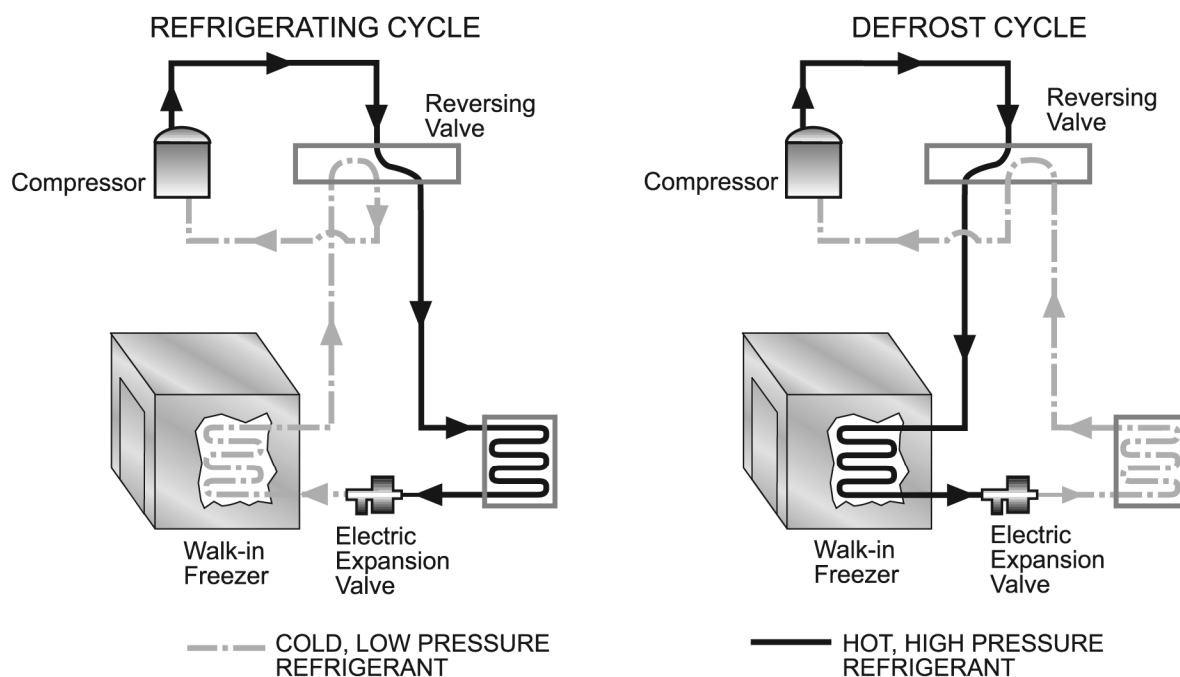 REFRIGERATING CYCLE
Reversing
Valve
Compressor
Walk-in
Freezer
Electric
Expansion
Valve
DEFROST CYCLE
Reversing
Valve
Compressor
Walk-in
Freezer
Electric
Expansion
Valve
COLD, LOW PRESSURE
REFRIGERANT
HOT, HIGH PRESSURE
REFRIGERANT